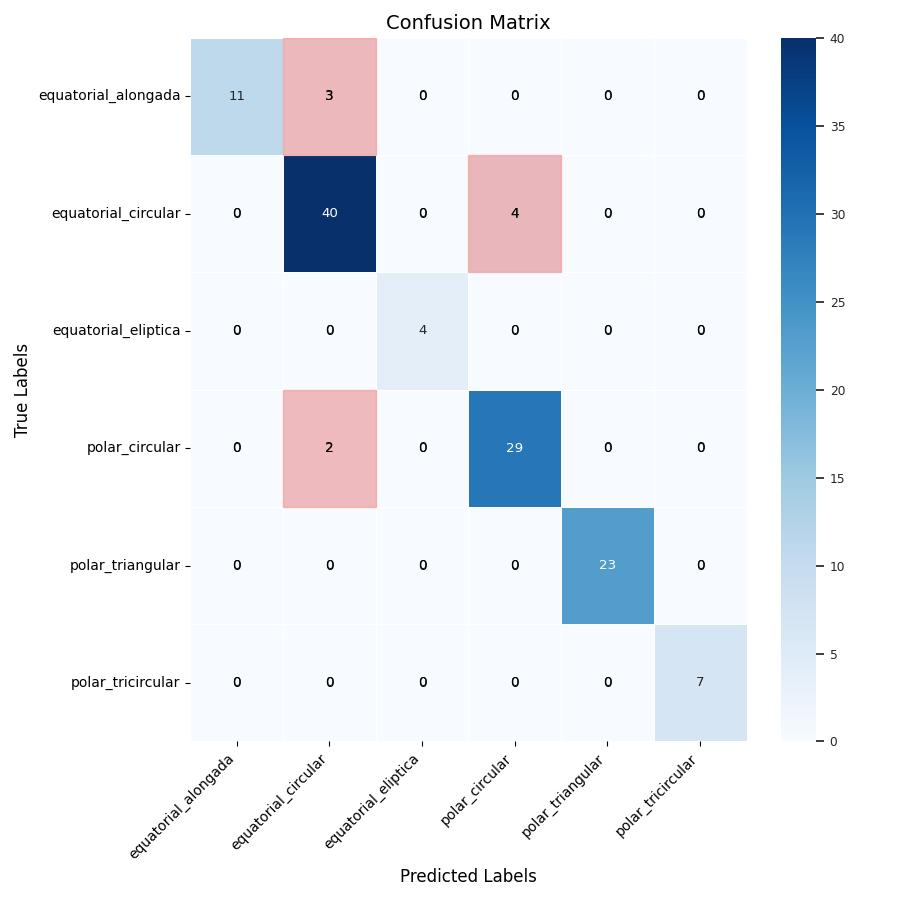 Confusion Matrix
True Labels
equatorial_alongada 11 3 0 0 0 0
equatorial_circular 0 40 0 4 0 0
equatorial_eliptica 0 0 4 0 0 0
polar_circular 0 2 0 29 0 0
polar_triangular 0 0 0 0 23 0
polar_tricircular 0 0 0 0 0 7
equatorial_alongada equatorial_circular equatorial_eliptica polar_circular polar_triangular polar_tricircular
Predicted Labels
40
35
30
25
20
15
10
5
0